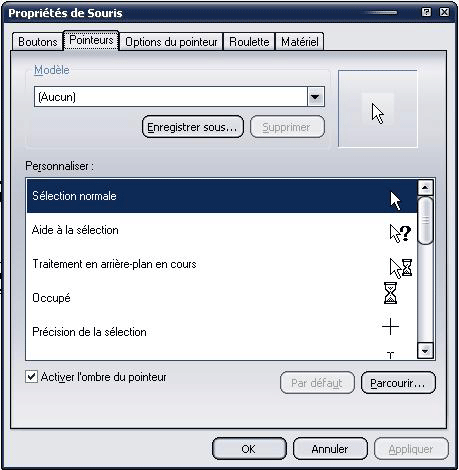 Propriétés de Souris
Boutons Pointeurs Options du pointeur Roulette Matériel
Modèle
(Aucun)
Enregistrer sous... Supprimer
Personnaliser :
Sélection normale
Aide à la sélection
Traitement en arrière-plan en cours
Occupé
Précision de la sélection
Activer l'ombre du pointeur
Par défaut Parcourir...
OK Annuler Appliquer